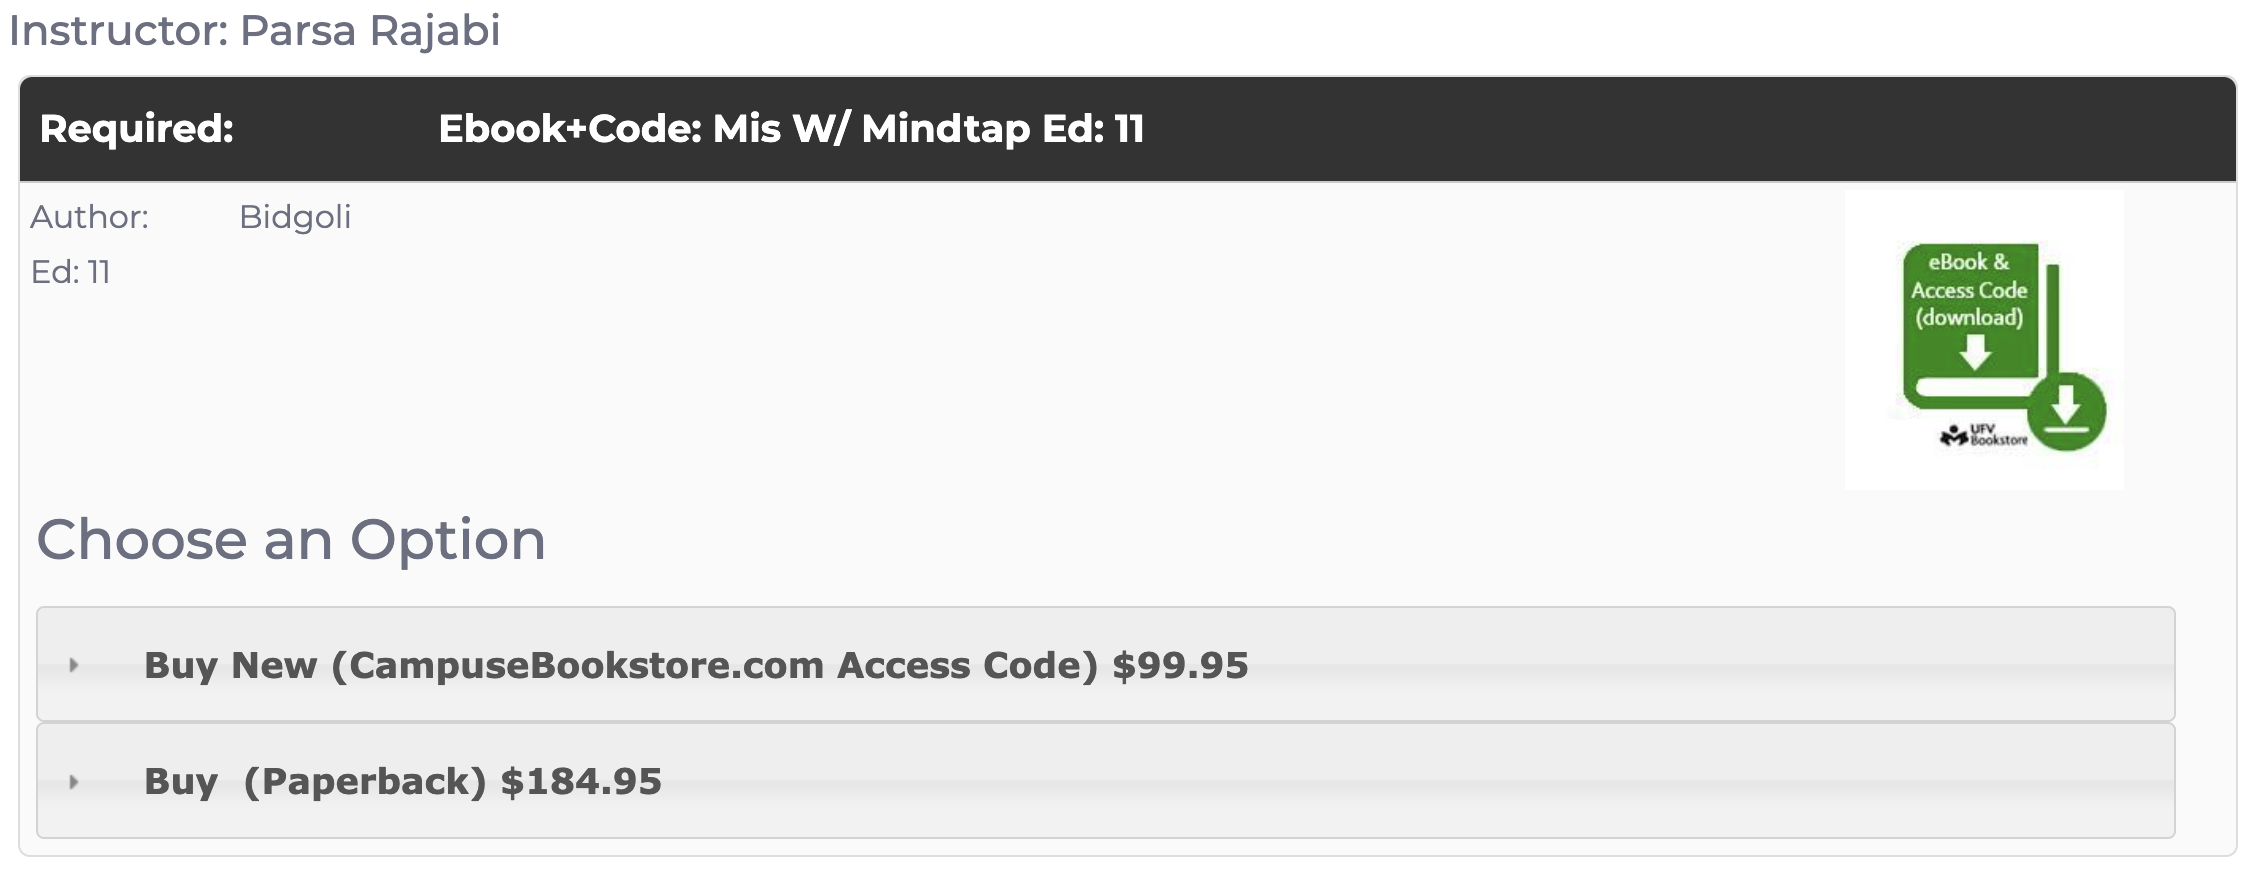 Instructor: Parsa Rajabi
Required: Ebook+Code: Mis W/ Mindtap Ed: 11
Author: Bidgoli
Ed: 11
eBook &
Access Code
(download)
UFV
Bookstore
Choose an Option
Buy New (CampuseBookstore.com Access Code) $99.95
Buy (Paperback) $184.95